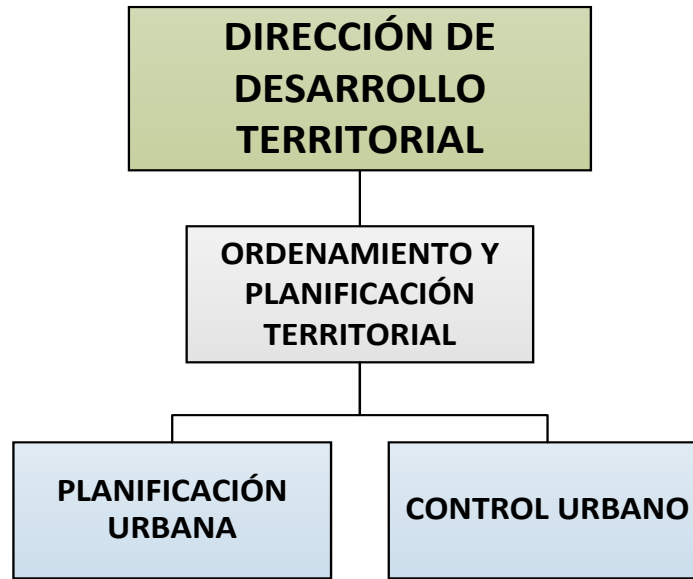 DIRECCIÓN DE
DESARROLLO
TERRITORIAL
ORDENAMIENTO Y
PLANIFICACIÓN
TERRITORIAL
PLANIFICACIÓN
URBANA
CONTROL URBANO